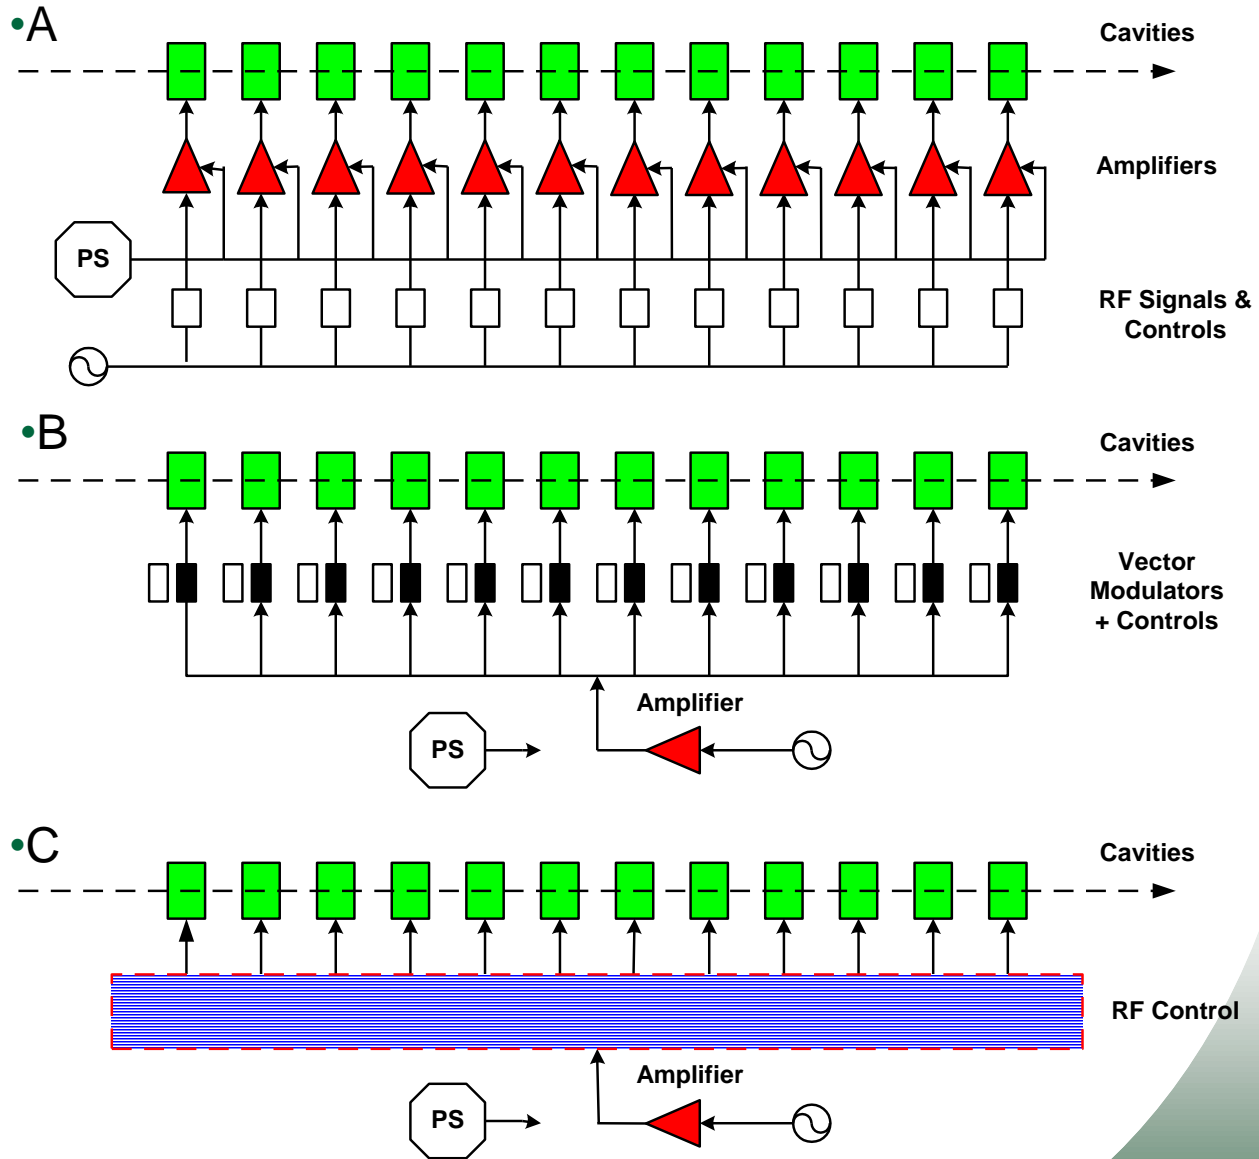 •A
Cavities
Amplifiers
PS
RF Signals &
Controls
•B
Cavities
Vector
Modulators
+ Controls
Amplifier
PS
•C
Cavities
RF Control
Amplifier
PS